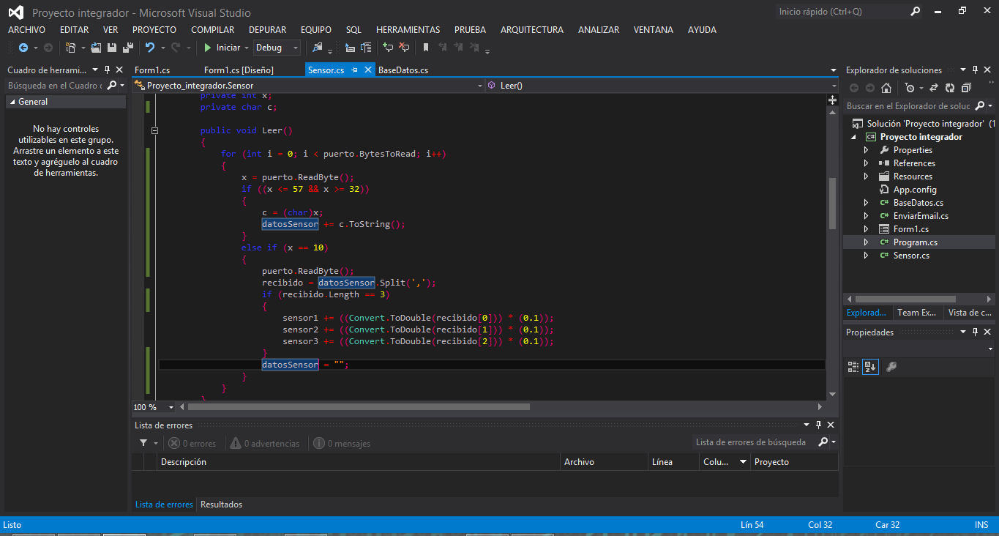 Proyecto integrador - Microsoft Visual Studio
Inicio rápido (Ctrl+Q)
ARCHIVO EDITAR VER PROYECTO COMPILAR DEPURAR EQUIPO SQL HERRAMIENTAS PRUEBA ARQUITECTURA ANALIZAR VENTANA AYUDA
Iniciar Debug
Cuadro de herrami...
Búsqueda en el Cuadro
General
No hay controles
utilizables en este grupo.
Arrastre un elemento a este
texto y agréguelo al cuadro
de herramientas.
Form1.cs Form1.cs [Diseño] Sensor.cs BaseDatos.cs
Proyecto_integrador.Sensor Leer()
private int x;
private char c;
public void Leer()
{
for (int i = 0; i < puerto.BytesToRead; i++)
{
x = puerto.ReadByte();
if ((x <= 57 && x >= 32))
{
c = (char)x;
datosSensor += c.ToString();
}
else if (x == 10)
{
puerto.ReadByte();
recibido = datosSensor.Split(',');
if (recibido.Length == 3)
{
sensor1 += ((Convert.ToDouble(recibido[0])) * (0.1));
sensor2 += ((Convert.ToDouble(recibido[1])) * (0.1));
sensor3 += ((Convert.ToDouble(recibido[2])) * (0.1));
}
datosSensor = "";
}
}
100 %
Lista de errores
0 errores 0 advertencias 0 mensajes
Lista de errores de búsqueda
Descripción Archivo Línea Colu... Proyecto
Lista de errores Resultados
Explorador de soluciones
Buscar en el Explorador de soluc
Solución 'Proyecto integrador' (1
C# Proyecto integrador
Properties
References
Resources
App.config
C# BaseDatos.cs
C# EnviarEmail.cs
Form1.cs
C# Program.cs
C# Sensor.cs
Explorad... Team Ex... Vista de c...
Propiedades
Listo Lín 54 Col 32 Car 32 INS